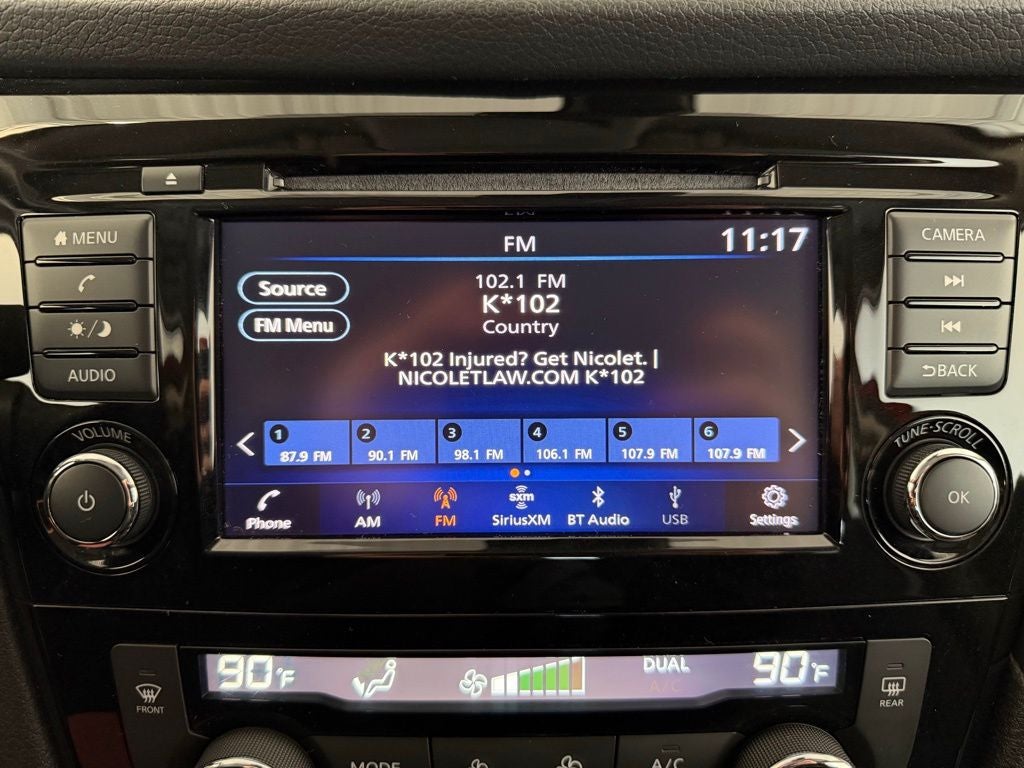 MENU
AUDIO
VOLUME
FM
11:17
Source
FM Menu
102.1 FM
K*102
Country
K*102 Injured? Get Nicolet. |
NICOLETLAW.COM K*102
1 2 3 4 5 6
87.9 FM 90.1 FM 98.1 FM 106.1 FM 107.9 FM 107.9 FM
sxm
Phone AM FM SiriusXM BT Audio USB Settings
CAMERA
BACK
TUNE·SCROLL
OK
90°F DUAL 90°F
A/C
FRONT REAR
MODE A/C